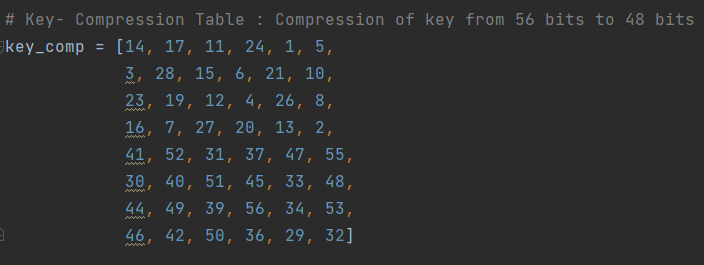 # Key- Compression Table : Compression of key from 56 bits to 48 bits
key_comp = [14, 17, 11, 24, 1, 5,
3, 28, 15, 6, 21, 10,
23, 19, 12, 4, 26, 8,
16, 7, 27, 20, 13, 2,
41, 52, 31, 37, 47, 55,
30, 40, 51, 45, 33, 48,
44, 49, 39, 56, 34, 53,
46, 42, 50, 36, 29, 32]